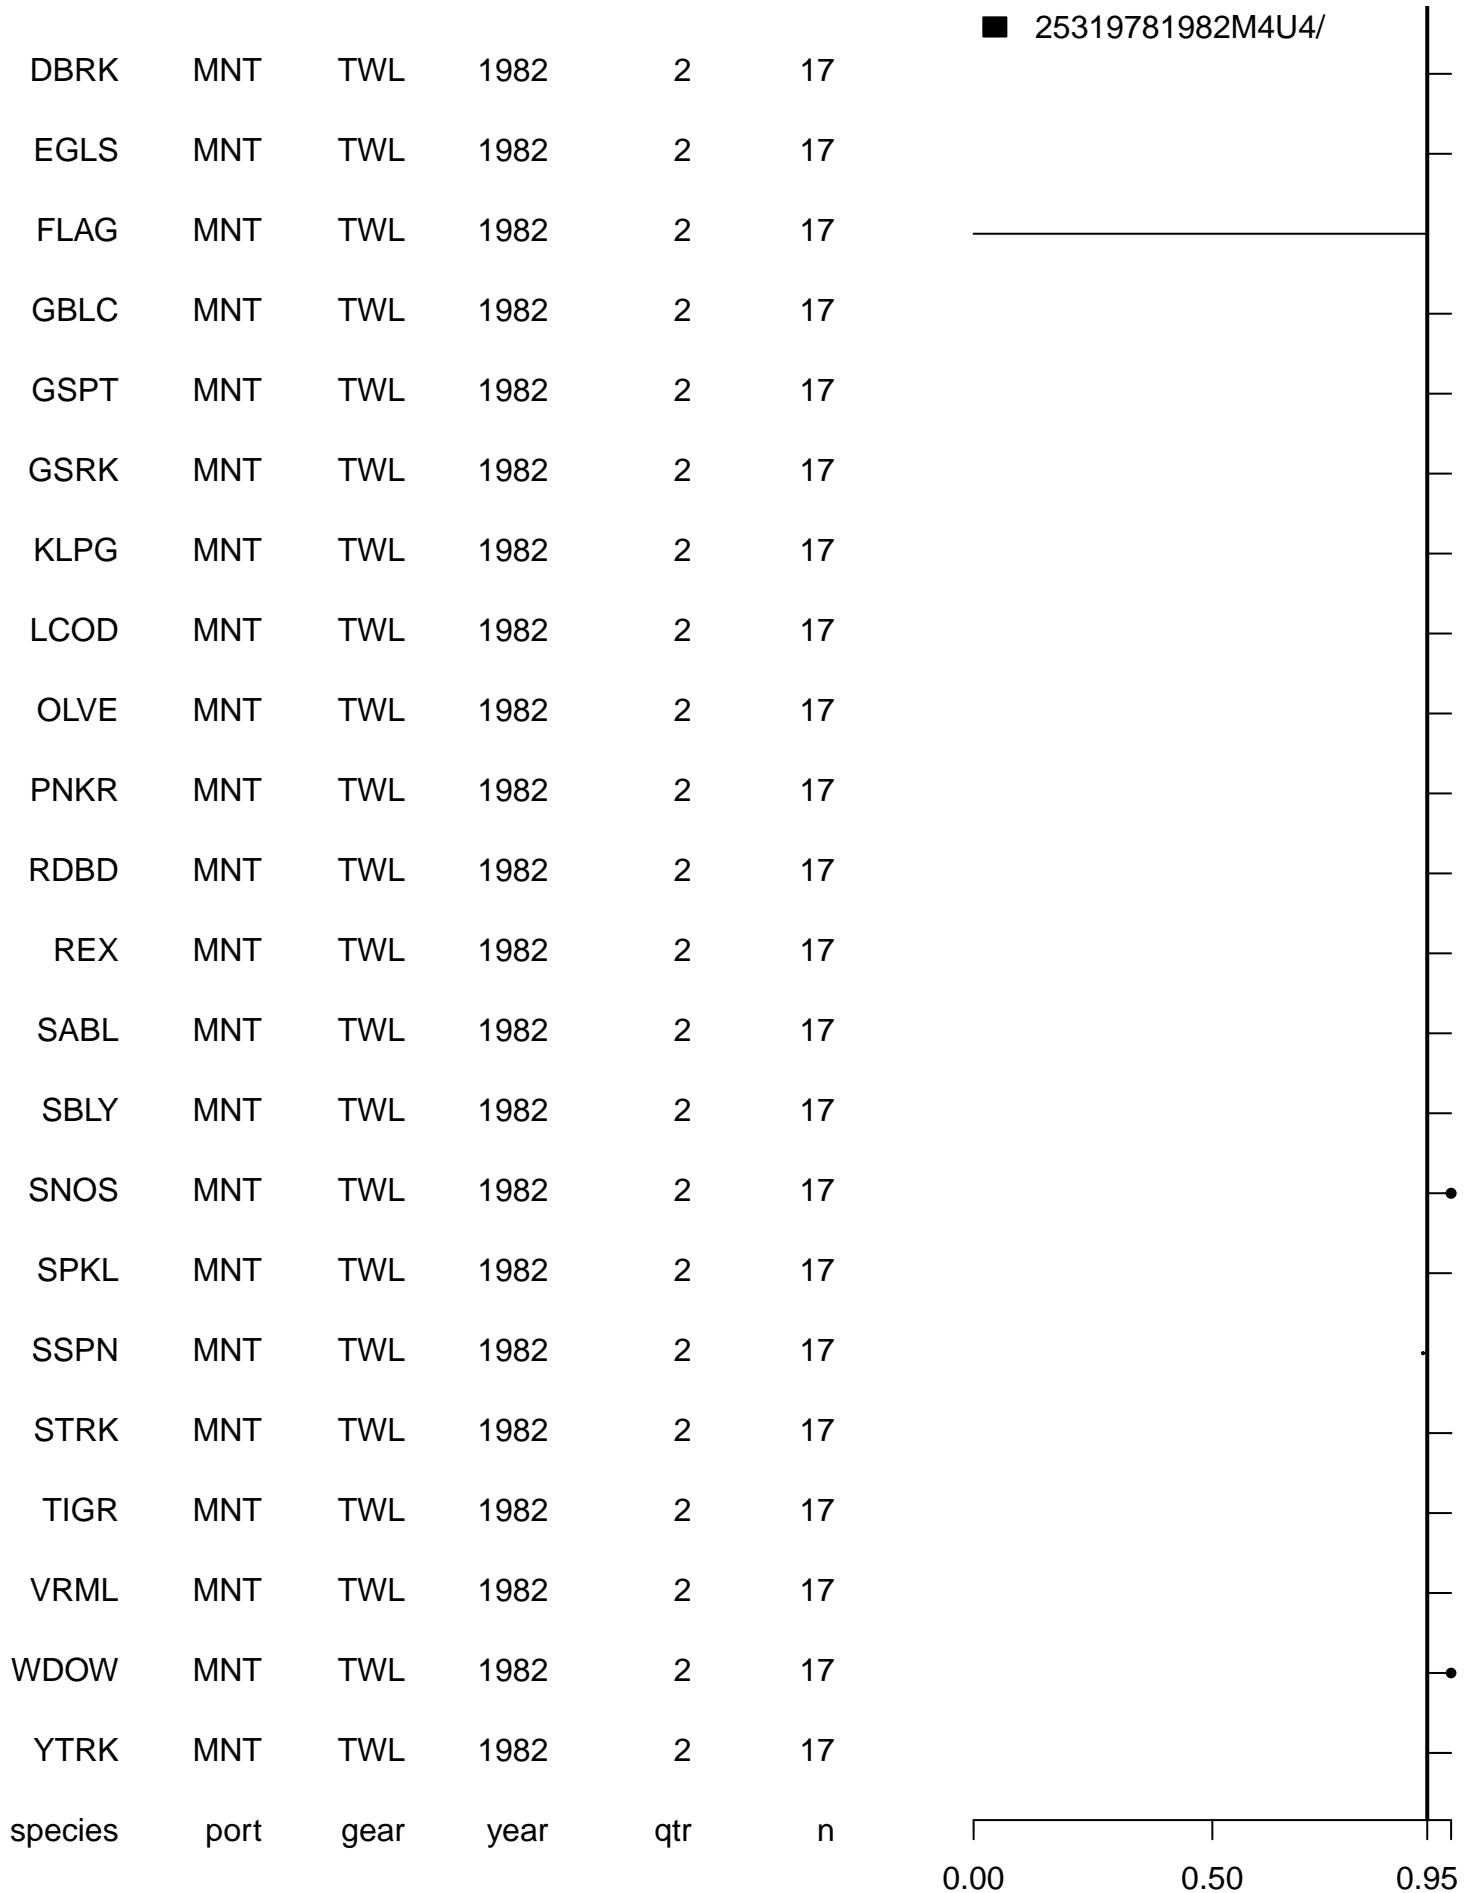 25319781982M4U4/
DBRK MNT TWL 1982 2 17
EGLS MNT TWL 1982 2 17
FLAG MNT TWL 1982 2 17
GBLC MNT TWL 1982 2 17
GSPT MNT TWL 1982 2 17
GSRK MNT TWL 1982 2 17
KLPG MNT TWL 1982 2 17
LCOD MNT TWL 1982 2 17
OLVE MNT TWL 1982 2 17
PNKR MNT TWL 1982 2 17
RDBD MNT TWL 1982 2 17
REX MNT TWL 1982 2 17
SABL MNT TWL 1982 2 17
SBLY MNT TWL 1982 2 17
SNOS MNT TWL 1982 2 17
SPKL MNT TWL 1982 2 17
SSPN MNT TWL 1982 2 17
STRK MNT TWL 1982 2 17
TIGR MNT TWL 1982 2 17
VRML MNT TWL 1982 2 17
WDOW MNT TWL 1982 2 17
YTRK MNT TWL 1982 2 17
species port gear year qtr n
0.00 0.50 0.95